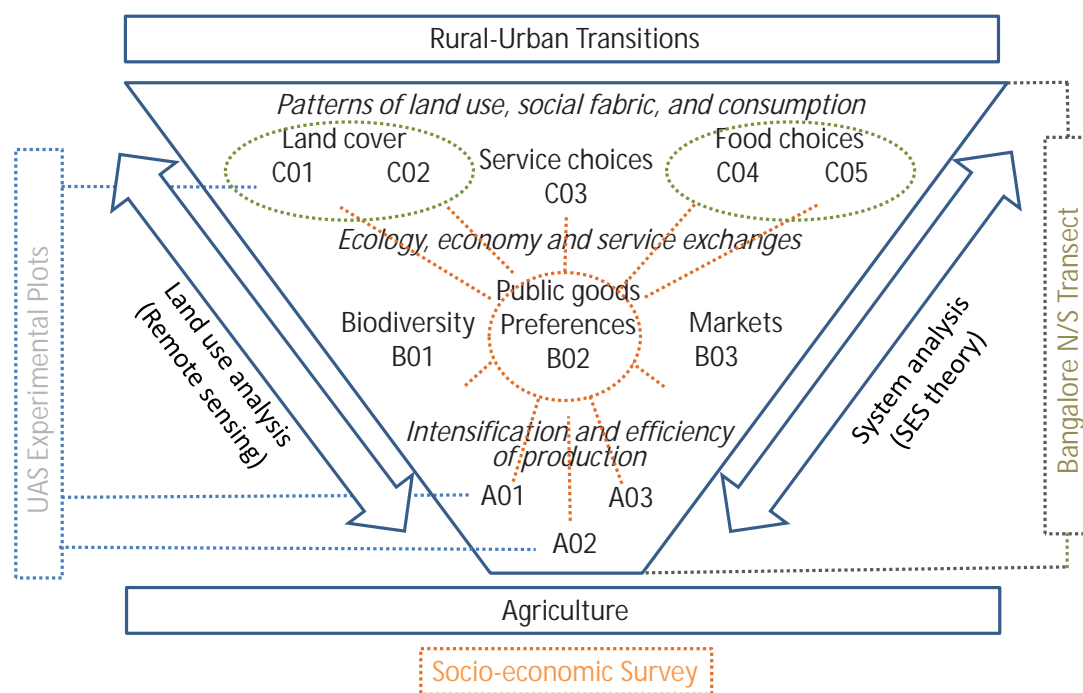 Rural-Urban Transitions
Patterns of land use, social fabric, and consumption
Land cover
Food choices
C01 C02
Service choices
C04 C05
C03
Ecology, economy and service exchanges
Public goods
Biodiversity
Preferences
Markets
B01
B02
B03
Intensification and efficiency
of production
A01
A03
A02
Agriculture
Socio-economic Survey
UAS Experimental Plots
Land use analysis
(Remote sensing)
System analysis
(SES theory)
Bangalore N/S Transect